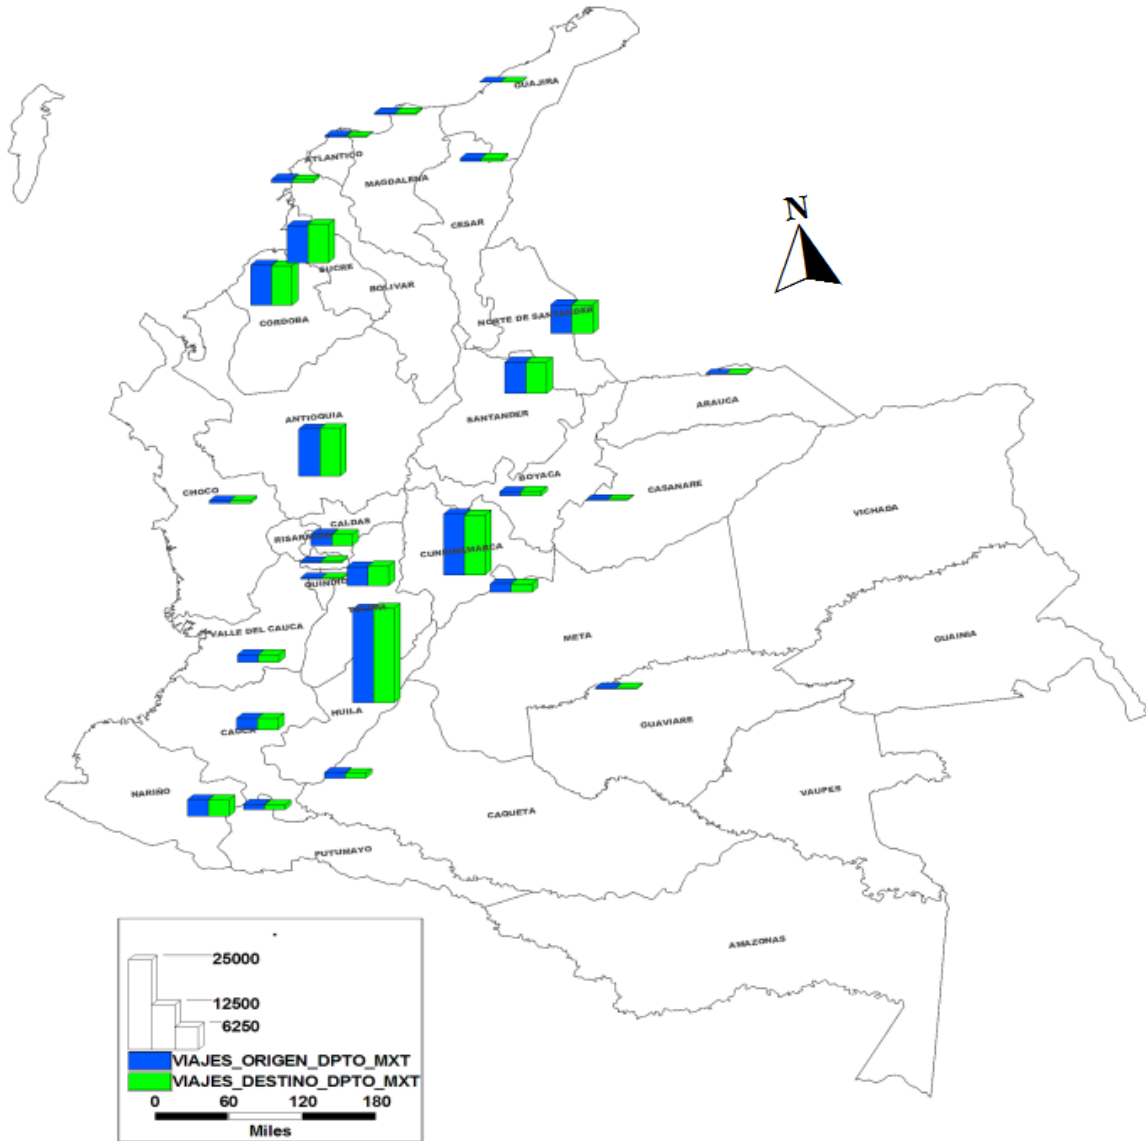 GUAJIRA
ATLANTICO
MAGDALENA
N
CESAR
SUCRE
BOLIVAR
CORDOBA
NORTE DE SANTANDER
ARAUCA
ANTIOQUIA
SANTANDER
BOYACA
CASANARE
CHOCO
VICHADA
CALDAS
CUNDINAMARCA
QUINDIO
VALLE DEL CAUCA
META
GUAINIA
HUILA
GUAVIARE
CAUCA
NARIÑO
VAUPES
CAQUETA
PUTUMAYO
AMAZONAS
25000
12500
6250
VIAJES_ORIGEN_DPTO_MXT
VIAJES_DESTINO_DPTO_MXT
0 60 120 180
Miles